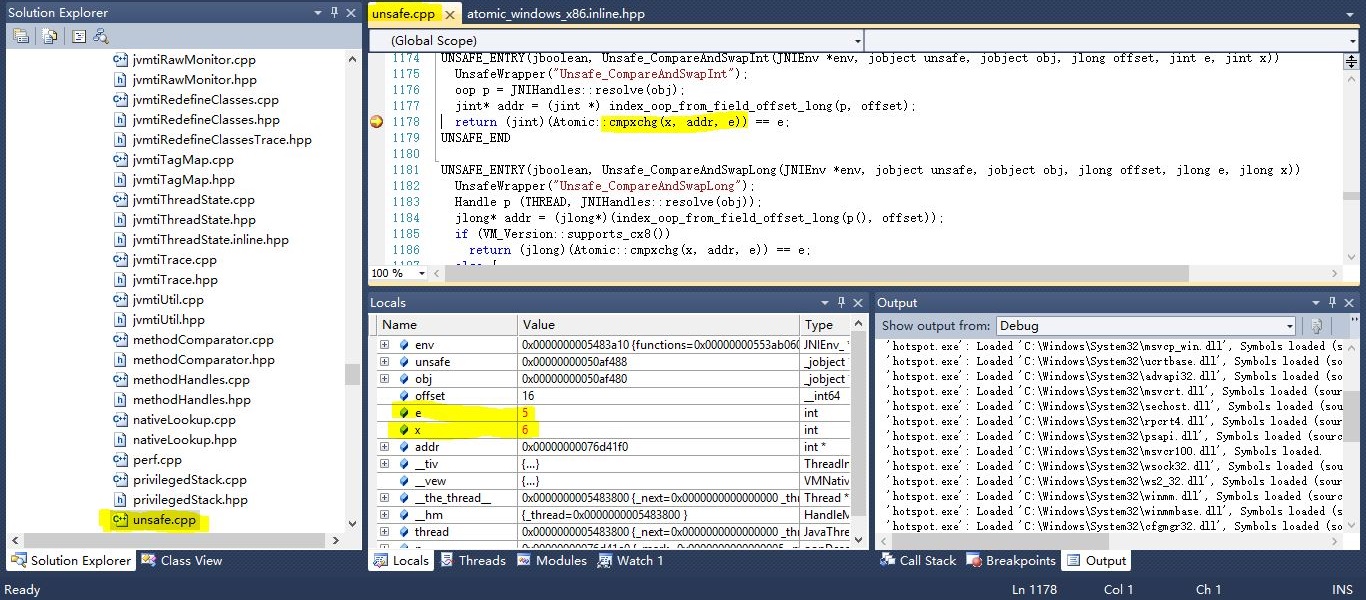 Solution Explorer
jvmtiRawMonitor.cpp
jvmtiRawMonitor.hpp
jvmtiRedefineClasses.cpp
jvmtiRedefineClasses.hpp
jvmtiRedefineClassesTrace.hpp
jvmtiTagMap.cpp
jvmtiTagMap.hpp
jvmtiThreadState.cpp
jvmtiThreadState.hpp
jvmtiThreadState.inline.hpp
jvmtiTrace.cpp
jvmtiTrace.hpp
jvmtiUtil.cpp
jvmtiUtil.hpp
methodComparator.cpp
methodComparator.hpp
methodHandles.cpp
methodHandles.hpp
nativeLookup.cpp
nativeLookup.hpp
perf.cpp
privilegedStack.cpp
privilegedStack.hpp
unsafe.cpp
Solution Explorer Class View
unsafe.cpp atomic_windows_x86.inline.hpp
(Global Scope)
1174 UNSAFE_ENTRY(jboolean, Unsafe_CompareAndSwapInt(JNIEnv *env, jobject unsafe, jobject obj, jlong offset, jint e, jint x))
1175 UnsafeWrapper("Unsafe_CompareAndSwapInt");
1176 oop p = JNIHandles::resolve(obj);
1177 jint* addr = (jint *) index_oop_from_field_offset_long(p, offset);
1178 return (jint)(Atomic::cmpxchg(x, addr, e)) == e;
1179 UNSAFE_END
1180
1181 UNSAFE_ENTRY(jboolean, Unsafe_CompareAndSwapLong(JNIEnv *env, jobject unsafe, jobject obj, jlong offset, jlong e, jlong x))
1182 UnsafeWrapper("Unsafe_CompareAndSwapLong");
1183 Handle p (THREAD, JNIHandles::resolve(obj));
1184 jlong* addr = (jlong*)(index_oop_from_field_offset_long(p(), offset));
1185 if (VM_Version::supports_cx8())
1186 return (jlong)(Atomic::cmpxchg(x, addr, e)) == e;
1187 else {
100 %
Locals
Name Value Type
env 0x0000000005483a10 {functions=0x00000000553ab060 JNIEnv_ *
unsafe 0x00000000050af488 _jobject
obj 0x00000000050af480 _jobject
offset 16 __int64
e 5 int
x 6 int
addr 0x00000000076d41f0 int *
__tiv {...} ThreadIn
__vew {...} VMNativ
__the_thread__ 0x0000000005483800 {_next=0x0000000000000000 _thr Thread *
__hm {_thread=0x0000000005483800 } HandleM
thread 0x0000000005483800 {_next=0x0000000000000000 _thr JavaThre
Locals Threads Modules Watch 1
Output
Show output from: Debug
'hotspot.exe': Loaded 'C:\Windows\System32\msvcp_win.dll', Symbols loaded (s
'hotspot.exe': Loaded 'C:\Windows\System32\ucrtbase.dll', Symbols loaded (so
'hotspot.exe': Loaded 'C:\Windows\System32\advapi32.dll', Symbols loaded (so
'hotspot.exe': Loaded 'C:\Windows\System32\msvcrt.dll', Symbols loaded (sour
'hotspot.exe': Loaded 'C:\Windows\System32\sechost.dll', Symbols loaded (sou
'hotspot.exe': Loaded 'C:\Windows\System32\rpcrt4.dll', Symbols loaded (sour
'hotspot.exe': Loaded 'C:\Windows\System32\psapi.dll', Symbols loaded (sourc
'hotspot.exe': Loaded 'C:\Windows\System32\msvcr100.dll', Symbols loaded.
'hotspot.exe': Loaded 'C:\Windows\System32\wsock32.dll', Symbols loaded (sou
'hotspot.exe': Loaded 'C:\Windows\System32\ws2_32.dll', Symbols loaded (sour
'hotspot.exe': Loaded 'C:\Windows\System32\winmm.dll', Symbols loaded (sourc
'hotspot.exe': Loaded 'C:\Windows\System32\winmmbase.dll', Symbols loaded (s
'hotspot.exe': Loaded 'C:\Windows\System32\cfgmgr32.dll', Symbols loaded (so
Call Stack Breakpoints Output
Ready Ln 1178 Col 1 Ch 1 INS